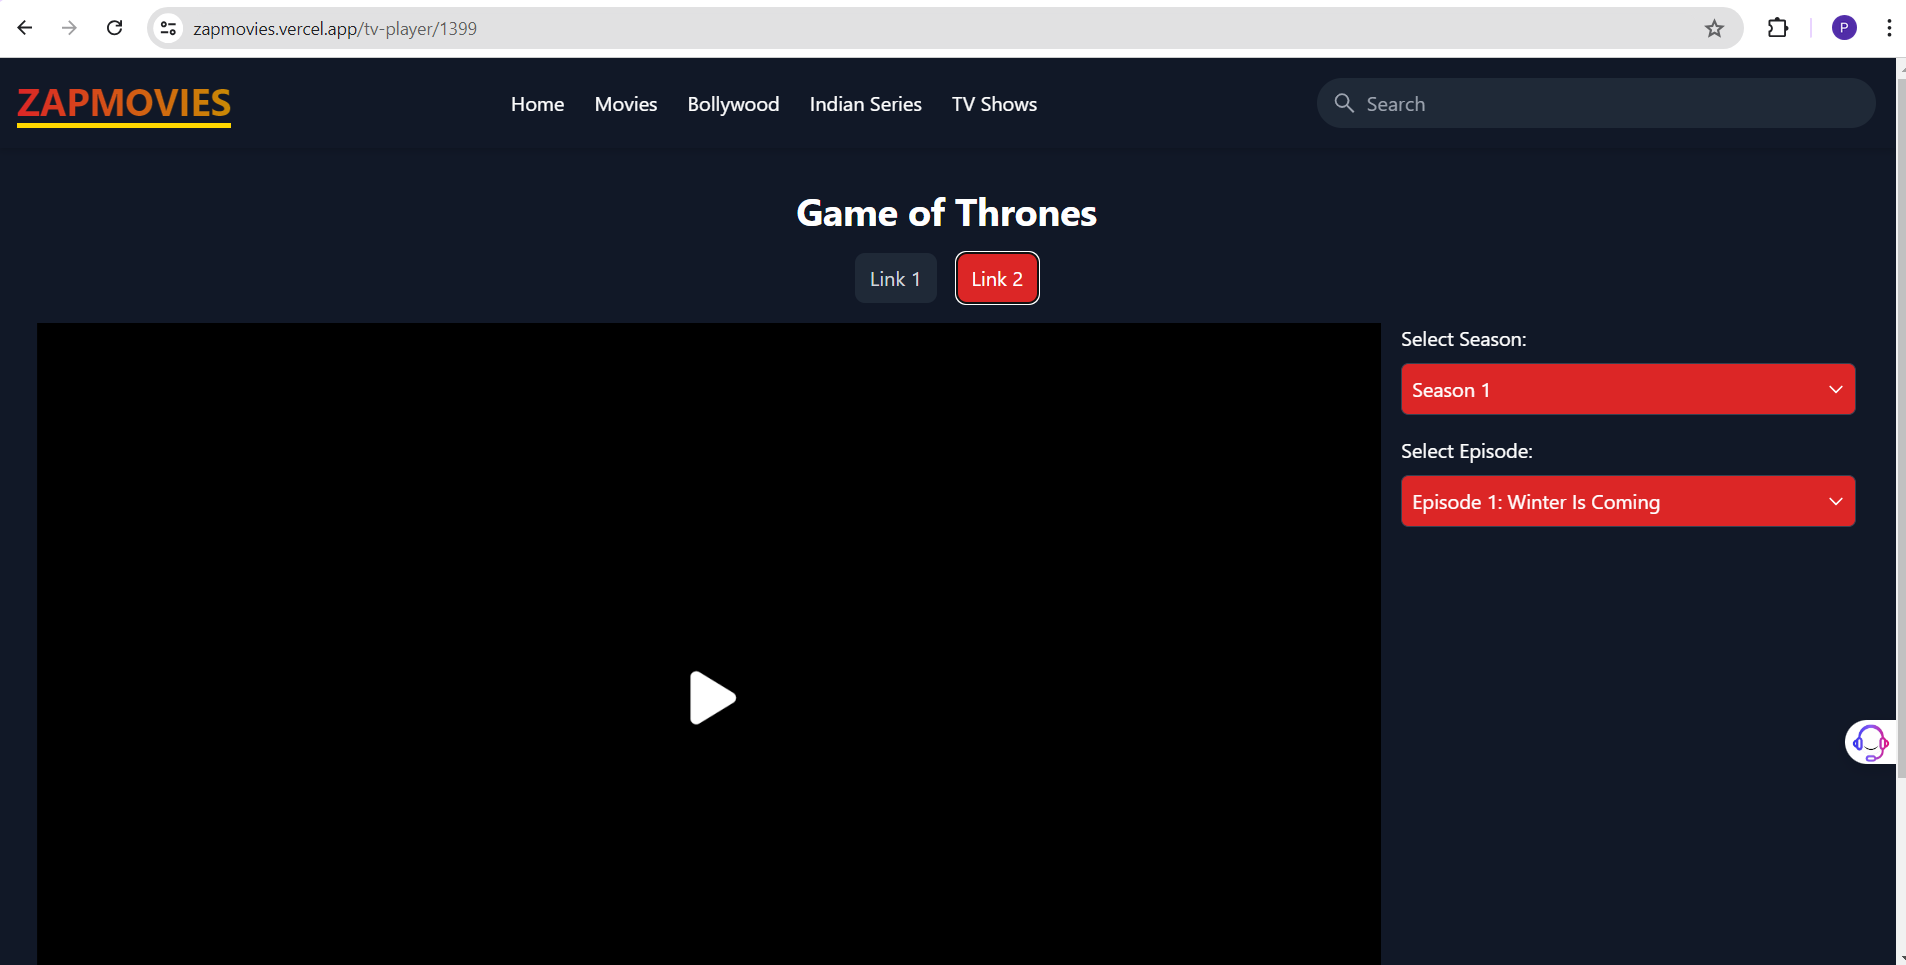 zapmovies.vercel.app/tv-player/1399
P
ZAPMOVIES
Home Movies Bollywood Indian Series TV Shows
Search
Game of Thrones
Link 1 Link 2
Select Season:
Season 1
Select Episode:
Episode 1: Winter Is Coming